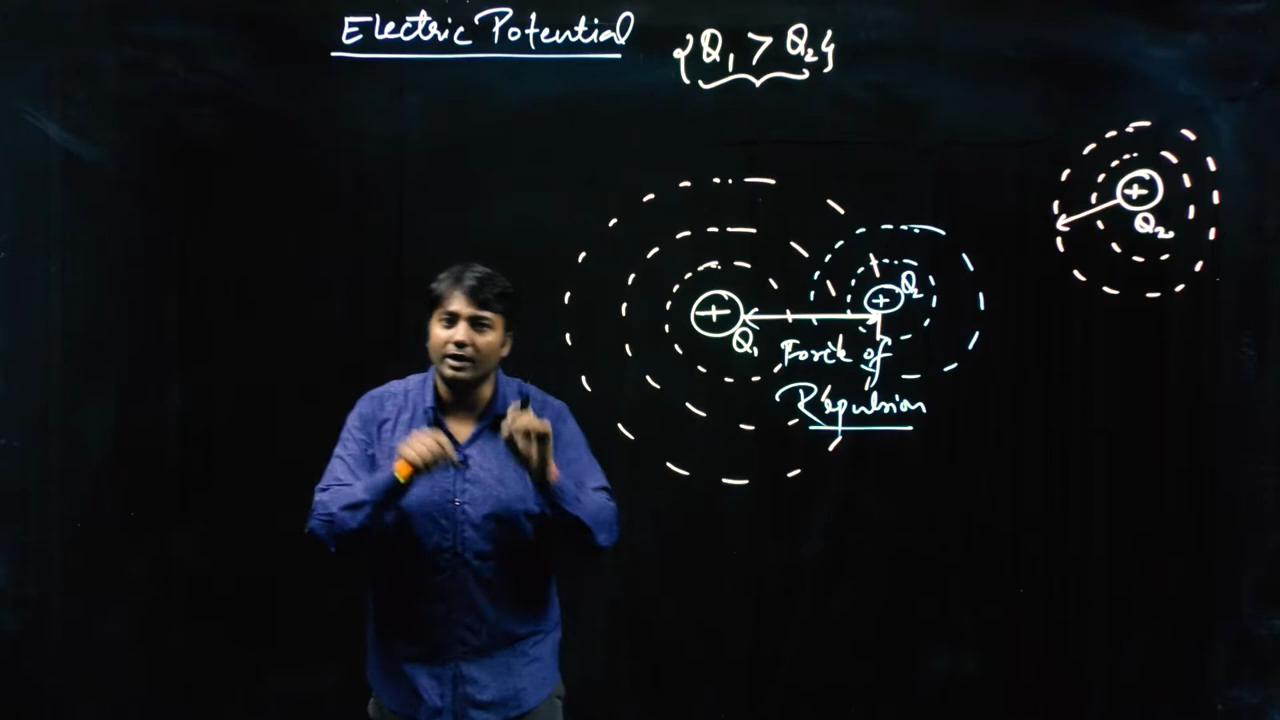 Electric Potential {Q₁ > Q₂}
+
Q₂
+
Q₂
+
Q₁
Force of
Repulsion